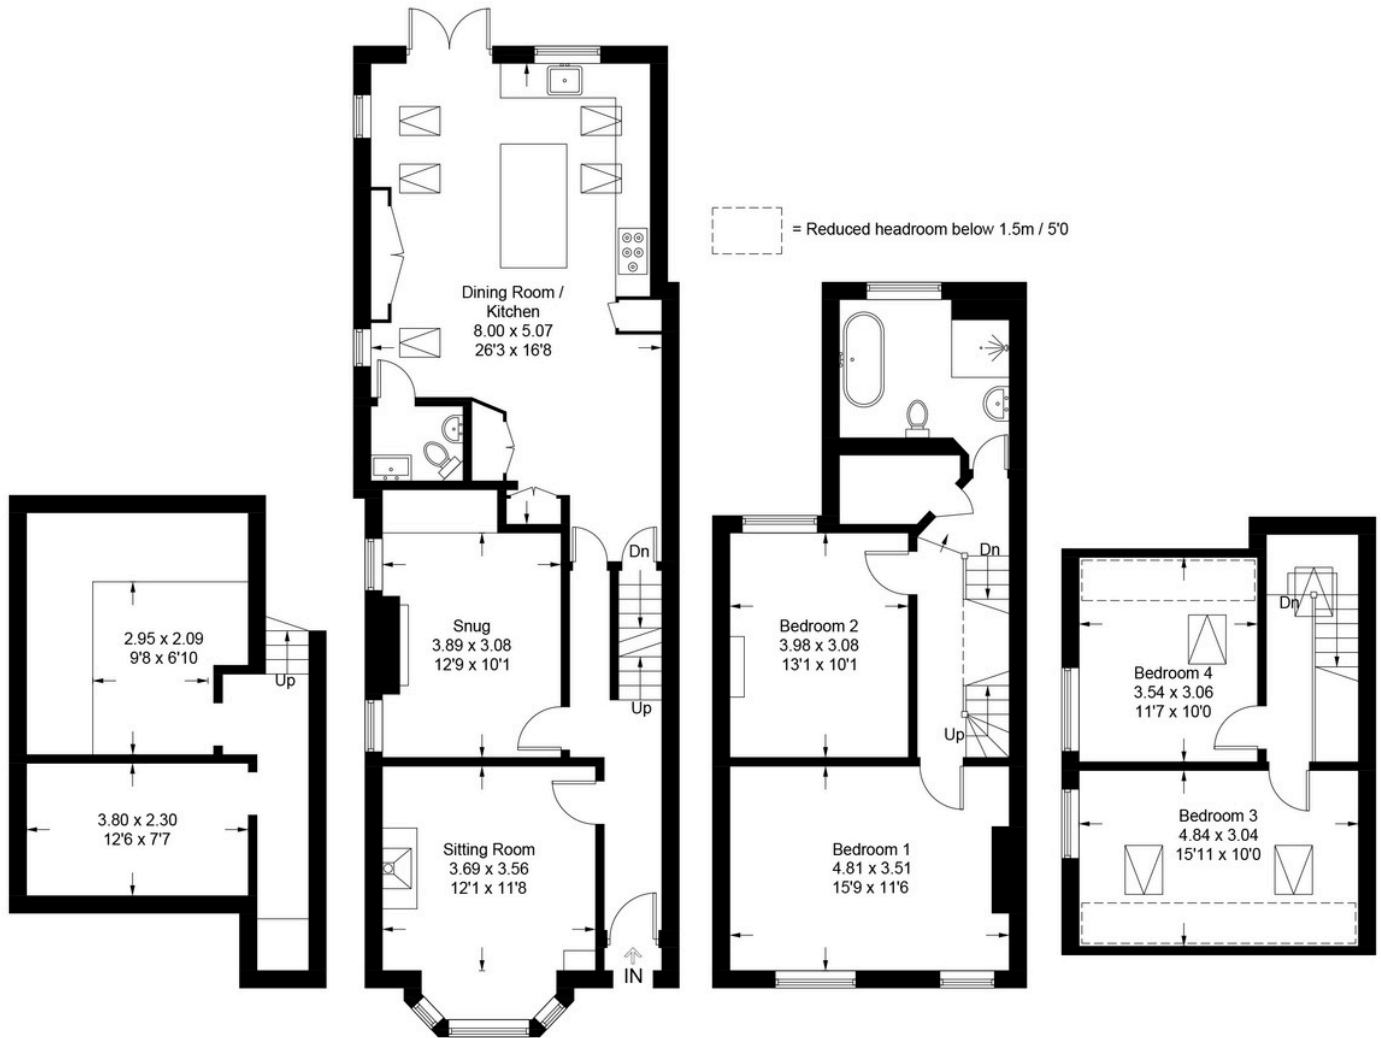 2.95 x 2.09
9'8 x 6'10
Up
3.80 x 2.30
12'6 x 7'7
Dining Room /
Kitchen
8.00 x 5.07
26'3 x 16'8
Dn
Snug
3.89 x 3.08
12'9 x 10'1
Up
Sitting Room
3.69 x 3.56
12'1 x 11'8
IN
= Reduced headroom below 1.5m / 5'0
Dn
Bedroom 2
3.98 x 3.08
13'1 x 10'1
Up
Bedroom 1
4.81 x 3.51
15'9 x 11'6
Dn
Bedroom 4
3.54 x 3.06
11'7 x 10'0
Bedroom 3
4.84 x 3.04
15'11 x 10'0